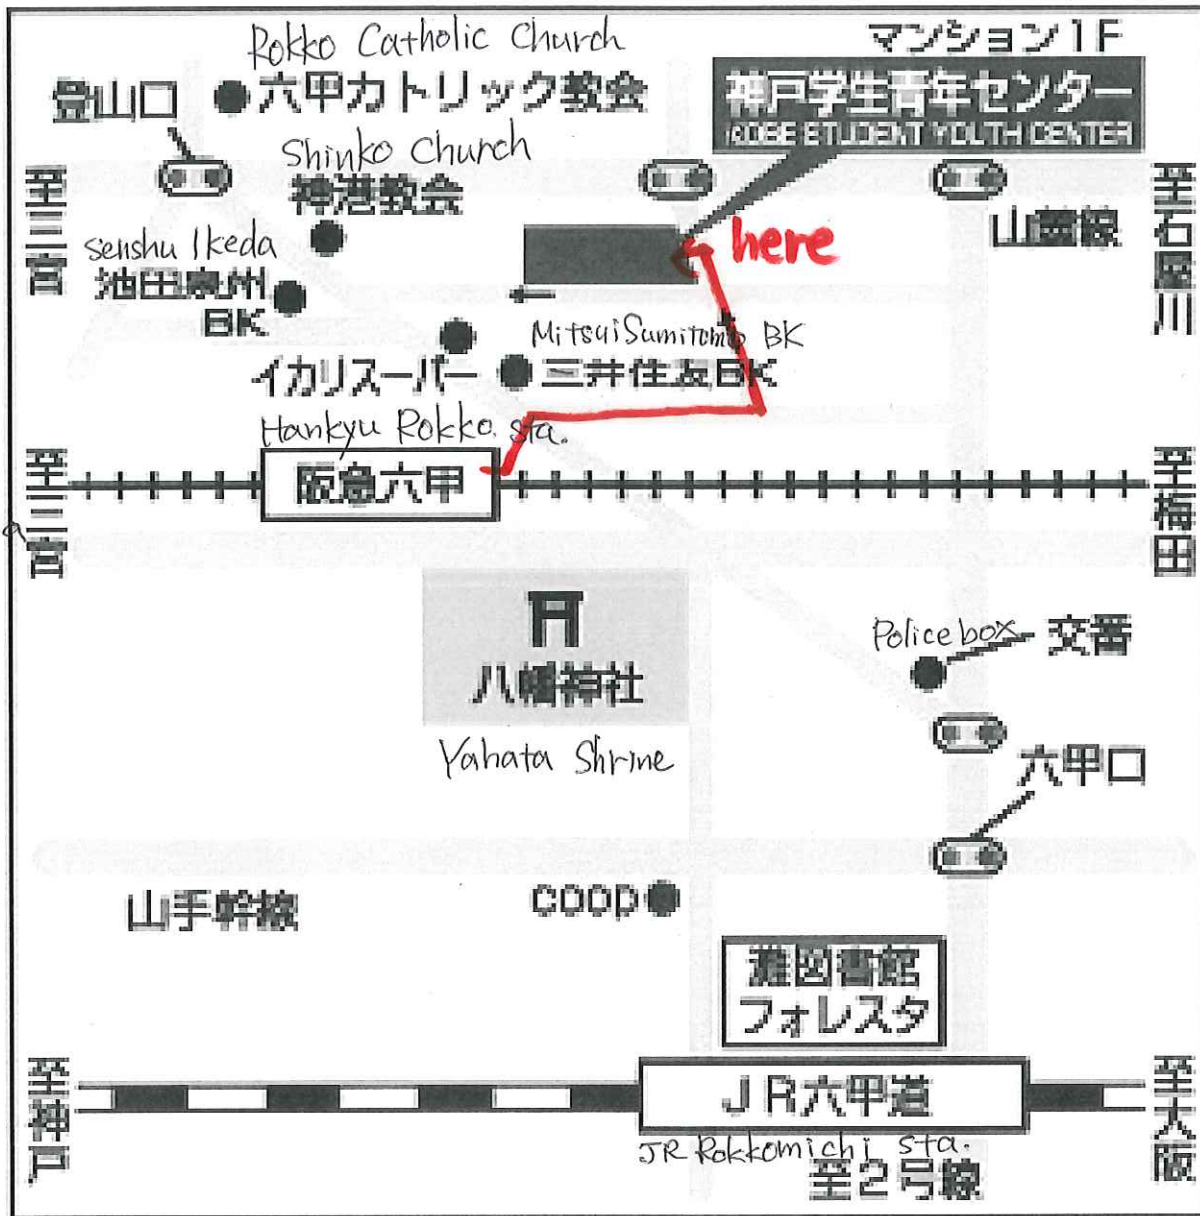 Rokko Catholic Church
マンション1F
登山口
六甲カトリック教会
神戸学生青年センター
KOBE STUDENT YOUTH CENTER
Shinko Church
神港教会
至三宮
至石屋川
山麓線
here
Senshu Ikeda
池田泉州
BK
Mitsui Sumitomo BK
イカリスーパー
三井住友BK
Hankyu Rokko. sta.
阪急六甲
至三宮
至梅田
八幡神社
Yahata Shrine
Police box
交番
六甲口
山手幹線
coop
灘図書館
フォレスタ
至神戸
JR六甲道
至大阪
JR Rokkomichi sta.
至2号線